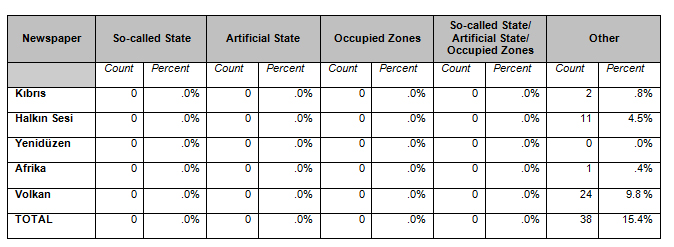 Newspaper So-called State Artificial State Occupied Zones So-called State/ Artificial State/ Occupied Zones Other
Count Percent Count Percent Count Percent Count Percent Count Percent
Kıbrıs 0 .0% 0 .0% 0 .0% 0 .0% 2 .8%
Halkın Sesi 0 .0% 0 .0% 0 .0% 0 .0% 11 4.5%
Yenidüzen 0 .0% 0 .0% 0 .0% 0 .0% 0 .0%
Afrika 0 .0% 0 .0% 0 .0% 0 .0% 1 .4%
Volkan 0 .0% 0 .0% 0 .0% 0 .0% 24 9.8%
TOTAL 0 .0% 0 .0% 0 .0% 0 .0% 38 15.4%